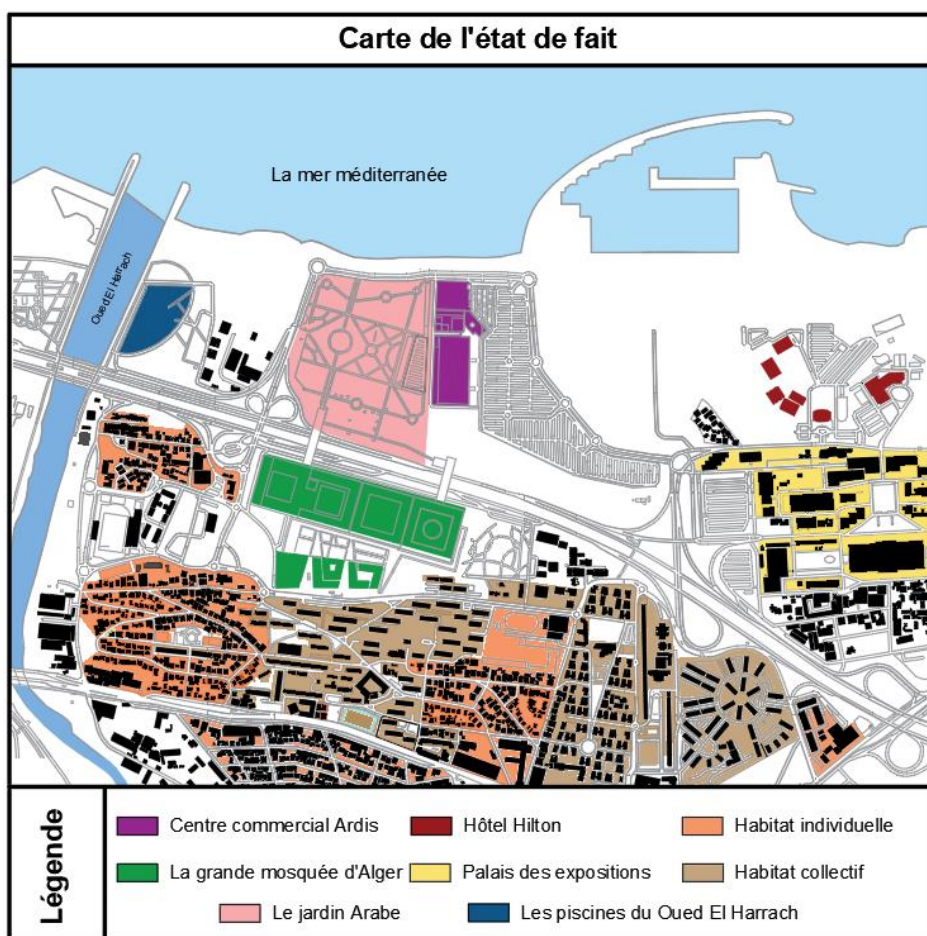 Carte de l'état de fait
La mer méditerranée
Oued El Harrach
Légende
Centre commercial Ardis
Hôtel Hilton
Habitat individuelle
La grande mosquée d'Alger
Palais des expositions
Habitat collectif
Le jardin Arabe
Les piscines du Oued El Harrach